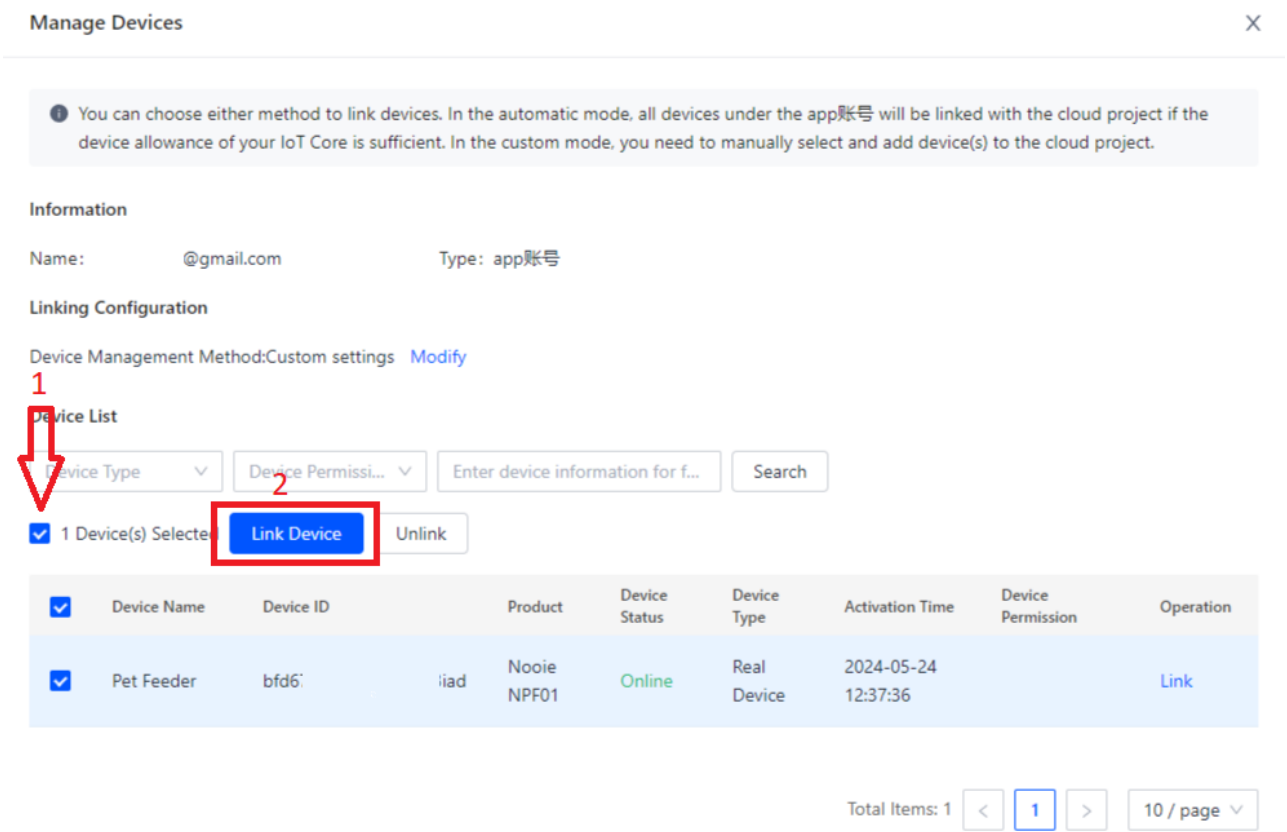 Manage Devices
You can choose either method to link devices. In the automatic mode, all devices under the app账号 will be linked with the cloud project if the
device allowance of your IoT Core is sufficient. In the custom mode, you need to manually select and add device(s) to the cloud project.
Information
Name: @gmail.com Type: app账号
Linking Configuration
Device Management Method:Custom settings Modify
1
Device List
Device Type Device Permissi... Enter device information for f... Search
2
1 Device(s) Selected Link Device Unlink
Device Name Device ID Product Device Status Device Type Activation Time Device Permission Operation
Pet Feeder bfd67 iad Nooie NPF01 Online Real Device 2024-05-24 12:37:36 Link
Total Items: 1 < 1 > 10 / page